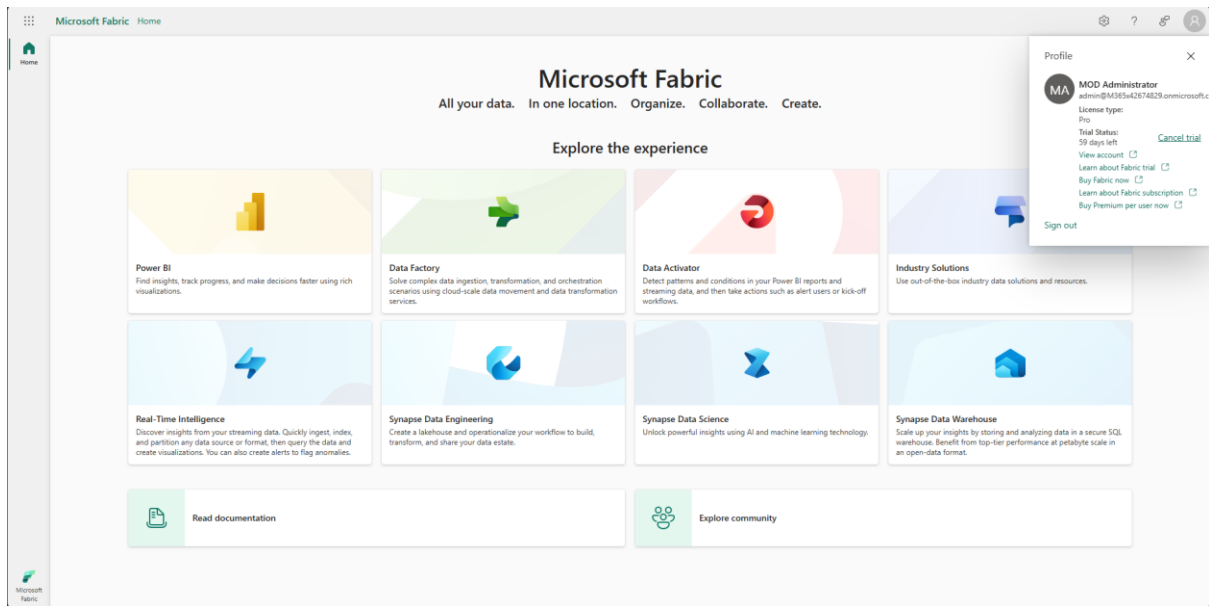 Microsoft Fabric Home
Home
Microsoft Fabric
All your data. In one location. Organize. Collaborate. Create.
Explore the experience
Power BI
Find insights, track progress, and make decisions faster using rich
visualizations.
Data Factory
Solve complex data ingestion, transformation, and orchestration
scenarios using cloud-scale data movement and data transformation
services.
Data Activator
Detect patterns and conditions in your Power BI reports and
streaming data, and then take actions such as alert users or kick-off
workflows.
Industry Solutions
Use out-of-the-box industry data solutions and resources.
Real-Time Intelligence
Discover insights from your streaming data. Quickly ingest, index,
and partition any data source or format, then query the data and
create visualizations. You can also create alerts to flag anomalies.
Synapse Data Engineering
Create a lakehouse and operationalize your workflow to build,
transform, and share your data estate.
Synapse Data Science
Unlock powerful insights using AI and machine learning technology.
Synapse Data Warehouse
Scale up your insights by storing and analyzing data in a secure SQL
warehouse. Benefit from top-tier performance at petabyte scale in
an open-data format.
Read documentation
Explore community
Microsoft
Fabric
Profile
MA
MOD Administrator
admin@M365x42674829.onmicrosoft.c
License type:
Pro
Trial Status:
59 days left
Cancel trial
View account
Learn about Fabric trial
Buy Fabric now
Learn about Fabric subscription
Buy Premium per user now
Sign out